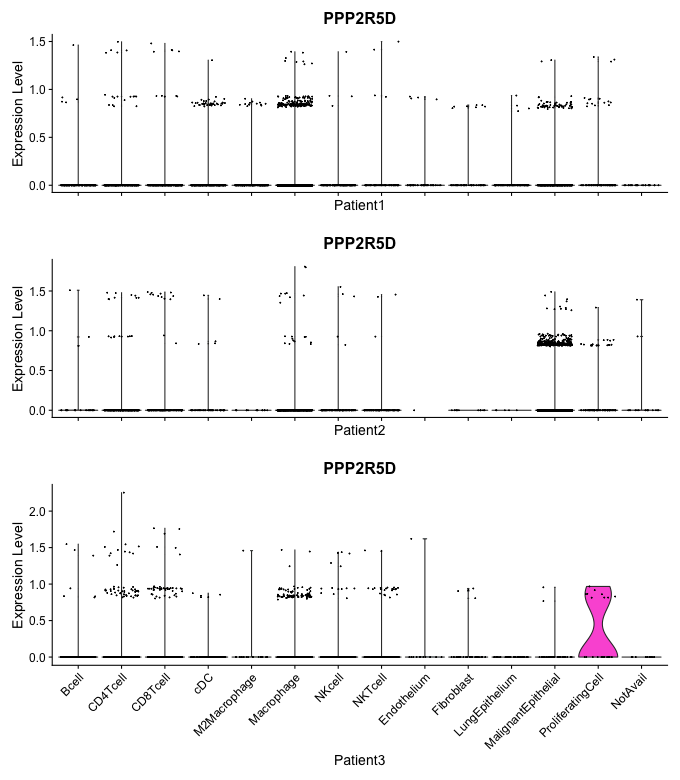 PPP2R5D
1.5
1.0
0.5
0.0
Expression Level
Patient1
PPP2R5D
1.5
1.0
0.5
0.0
Expression Level
Patient2
PPP2R5D
2.0
1.5
1.0
0.5
0.0
Expression Level
Bcell
CD4Tcell
CD8Tcell
cDC
M2Macrophage
Macrophage
NKcell
NKTcell
Endothelium
Fibroblast
LungEpithelium
MalignantEpithelial
ProliferatingCell
NotAvail
Patient3